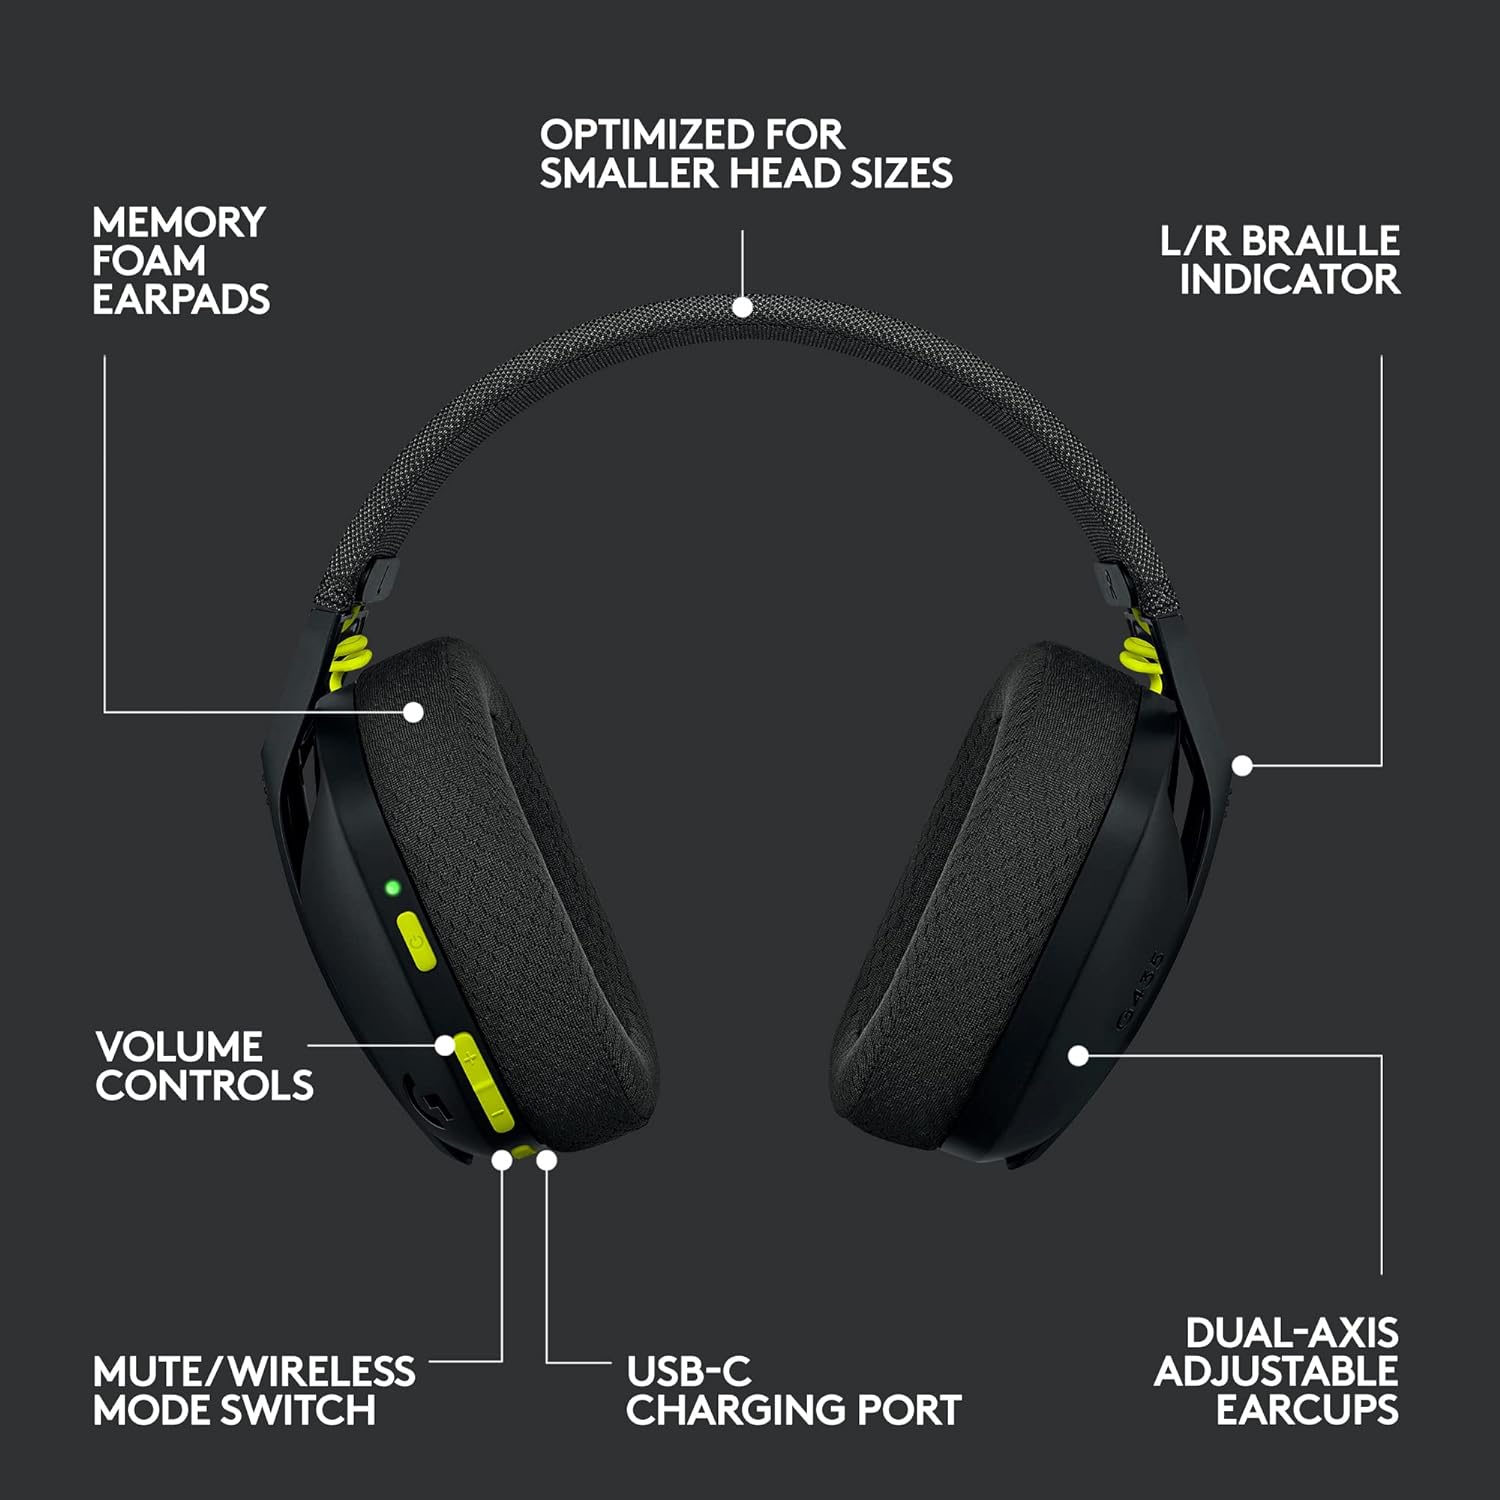 OPTIMIZED FOR
SMALLER HEAD SIZES
MEMORY
FOAM
EARPADS
L/R BRAILLE
INDICATOR
L
R
+
-
G435
VOLUME
CONTROLS
MUTE/WIRELESS
MODE SWITCH
USB-C
CHARGING PORT
DUAL-AXIS
ADJUSTABLE
EARCUPS